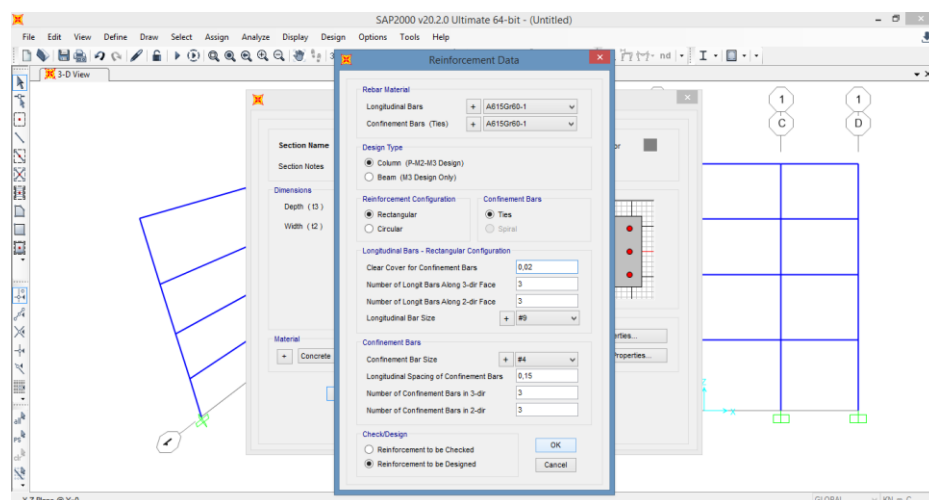 SAP2000 v20.2.0 Ultimate 64-bit - (Untitled)
File Edit View Define Draw Select Assign Analyze Display Design Options Tools Help
nd
3-D View
Reinforcement Data
Rebar Material
Longitudinal Bars + A615Gr60-1
Confinement Bars (Ties) + A615Gr60-1
Design Type
Column (P-M2-M3 Design)
Beam (M3 Design Only)
Reinforcement Configuration
Rectangular
Circular
Confinement Bars
Ties
Spiral
Longitudinal Bars - Rectangular Configuration
Clear Cover for Confinement Bars 0,02
Number of Longit Bars Along 3-dir Face 3
Number of Longit Bars Along 2-dir Face 3
Longitudinal Bar Size + #9
Confinement Bars
Confinement Bar Size + #4
Longitudinal Spacing of Confinement Bars 0,15
Number of Confinement Bars in 3-dir 3
Number of Confinement Bars in 2-dir 3
Check/Design
Reinforcement to be Checked
Reinforcement to be Designed
OK
Cancel
Section Name
Section Notes
Dimensions
Depth ( t3 )
Width ( t2 )
Material
+ Concrete
or
rties...
Properties...
1 1
C D
Z
X
X-Z Plane @ Y=0
GLOBAL
KN, m, C